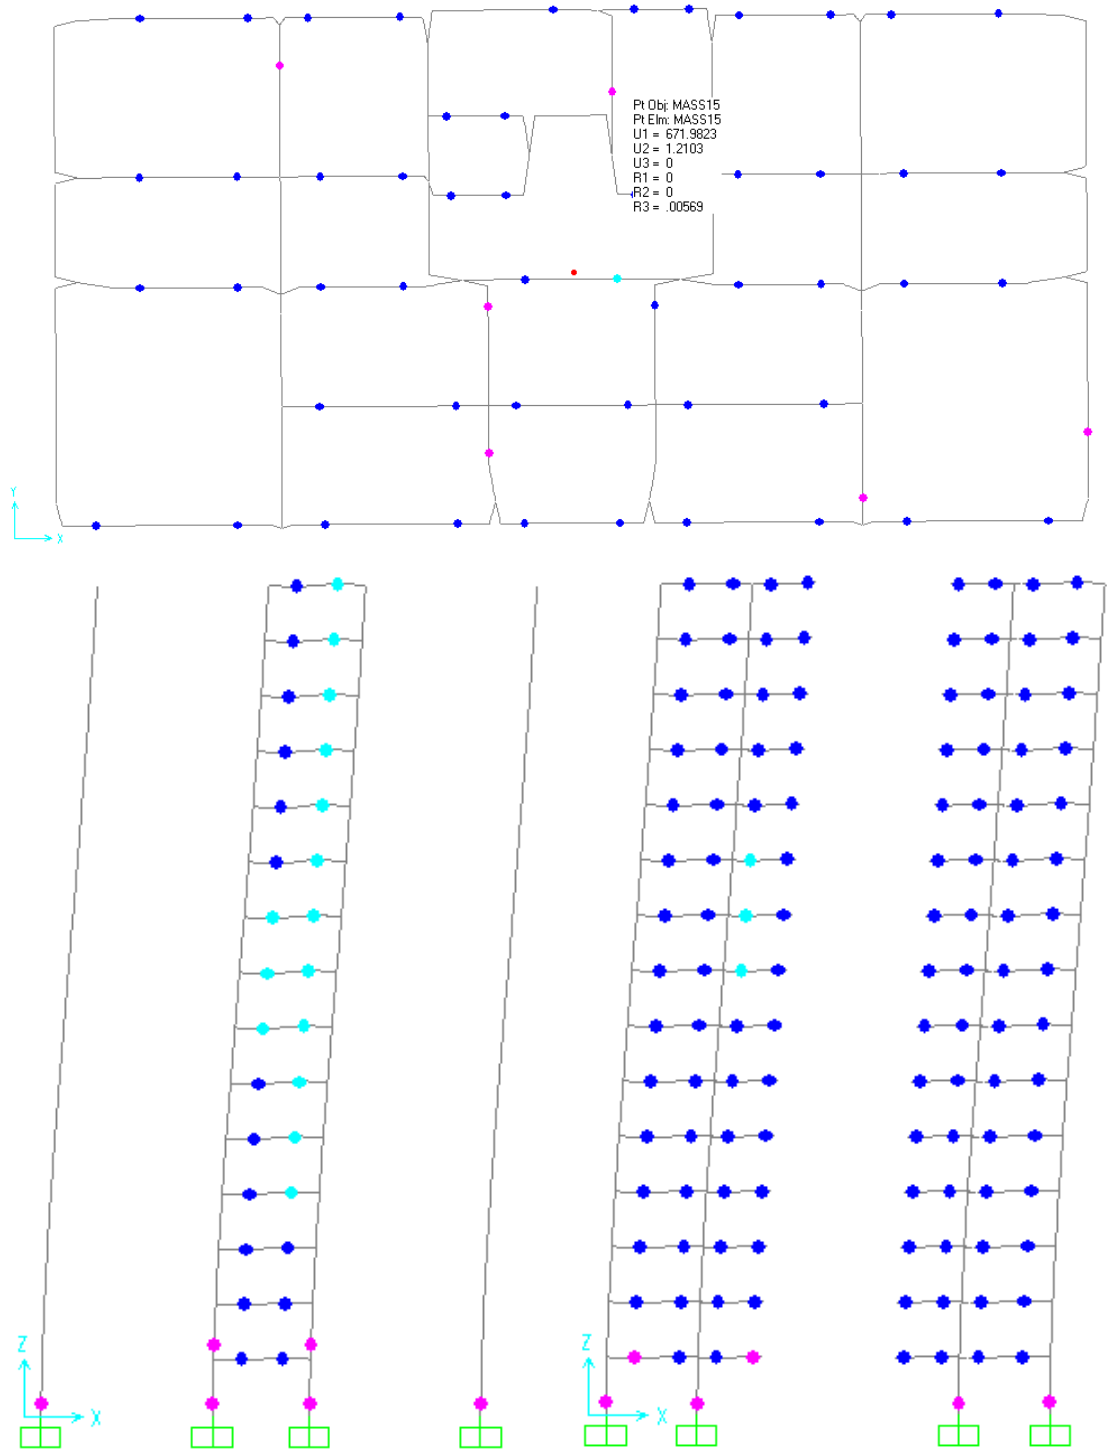 Pt Obj: MASS15
Pt Elm: MASS15
U1 = 671.9823
U2 = 1.2103
U3 = 0
R1 = 0
R2 = 0
R3 = .00569
Y
X
Z
X
Z
X